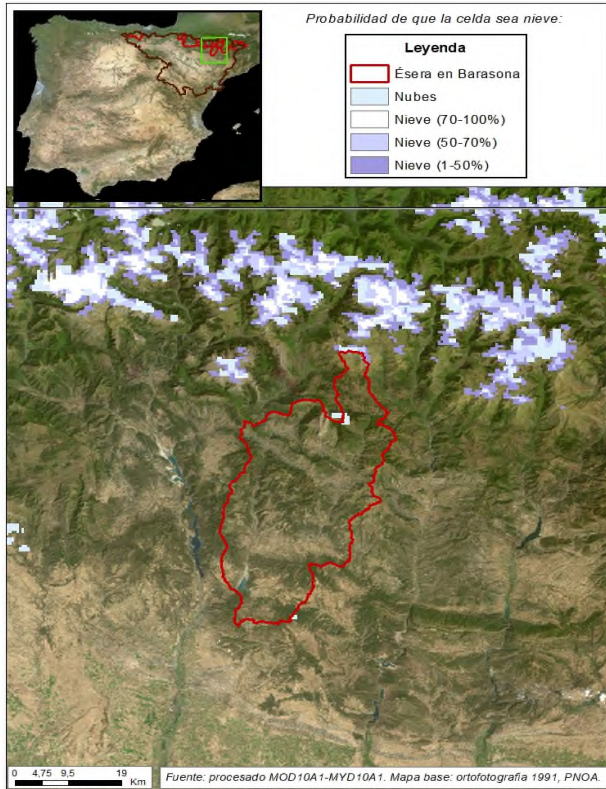 Probabilidad de que la celda sea nieve:
Leyenda
Ésera en Barasona
Nubes
Nieve (70-100%)
Nieve (50-70%)
Nieve (1-50%)
0 4,75 9,5 19
Km
Fuente: procesado MOD10A1-MYD10A1. Mapa base: ortofotografia 1991, PNOA.